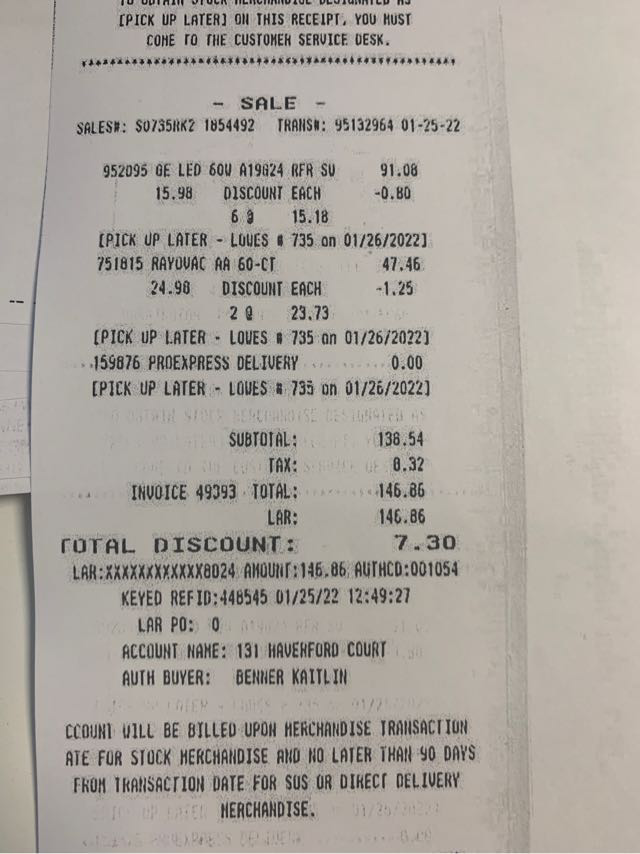 TO OBTAIN STOCK MERCHANDISE DESIGNATED AS
[PICK UP LATER] ON THIS RECEIPT, YOU MUST
COME TO THE CUSTOMER SERVICE DESK.
- SALE -
SALES#: S0735RK2 1854492 TRANS#: 95132964 01-25-22
952095 GE LED 60W A19G24 RFR SW 91.08
15.98 DISCOUNT EACH -0.80
6 @ 15.18
[PICK UP LATER - LOWES # 735 on 01/26/2022]
751815 RAYOVAC AA 60-CT 47.46
24.98 DISCOUNT EACH -1.25
2 @ 23.73
[PICK UP LATER - LOWES # 735 on 01/26/2022]
159876 PROEXPRESS DELIVERY 0.00
[PICK UP LATER - LOWES # 735 on 01/26/2022]
SUBTOTAL: 138.54
TAX: 8.32
INVOICE 49393 TOTAL: 146.86
LAR: 146.86
TOTAL DISCOUNT: 7.30
LAR:XXXXXXXXXXXX8024 AMOUNT:146.86 AUTHCD:001054
KEYED REFID:448545 01/25/22 12:49:27
LAR PO: 0
ACCOUNT NAME: 131 HAVERFORD COURT
AUTH BUYER: BENNER KAITLIN
CCOUNT WILL BE BILLED UPON MERCHANDISE TRANSACTION
ATE FOR STOCK MERCHANDISE AND NO LATER THAN 90 DAYS
FROM TRANSACTION DATE FOR SOS OR DIRECT DELIVERY
MERCHANDISE.